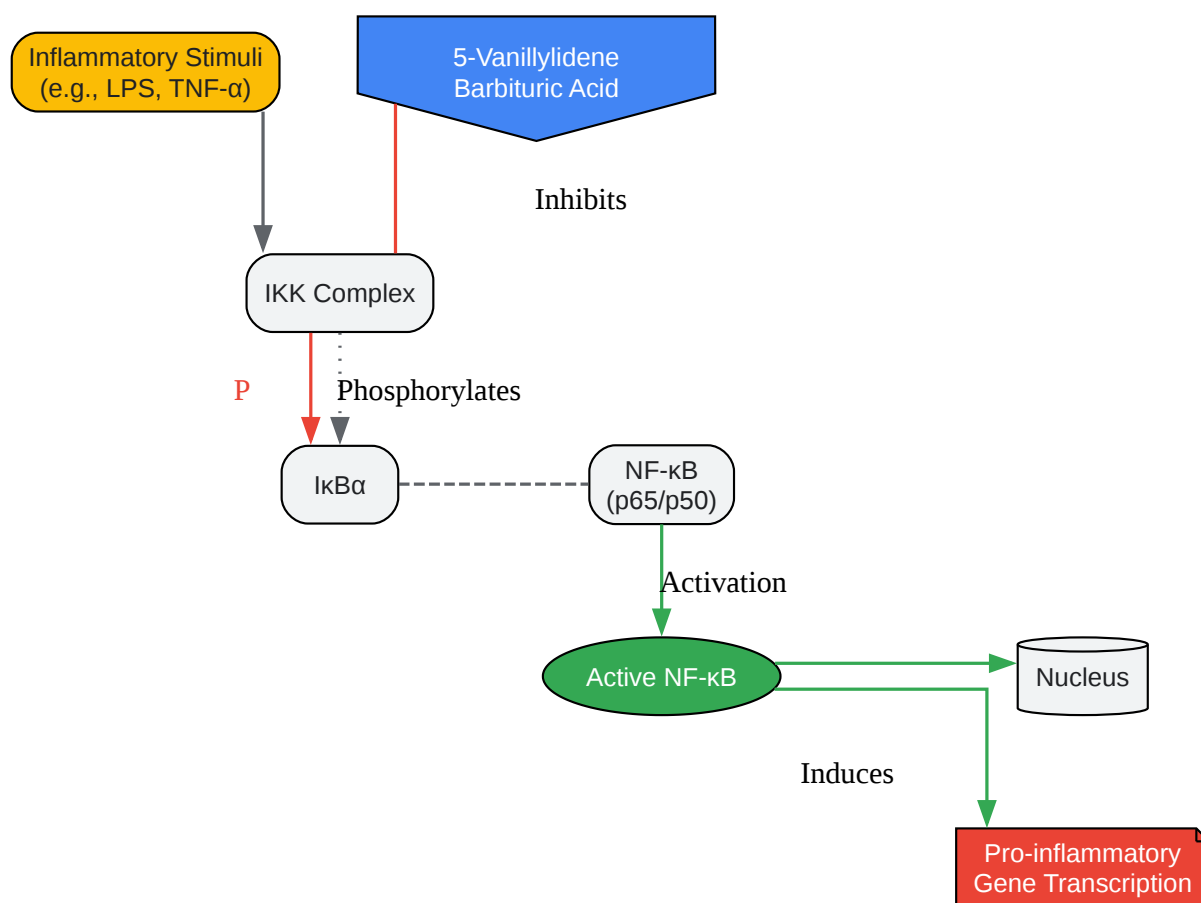 Inflammatory Stimuli
(e.g., LPS, TNF-α)
5-Vanillylidene
Barbituric Acid
Inhibits
IKK Complex
P
Phosphorylates
IκBα
NF-κB
(p65/p50)
Activation
Active NF-κB
Nucleus
Induces
Pro-inflammatory
Gene Transcription